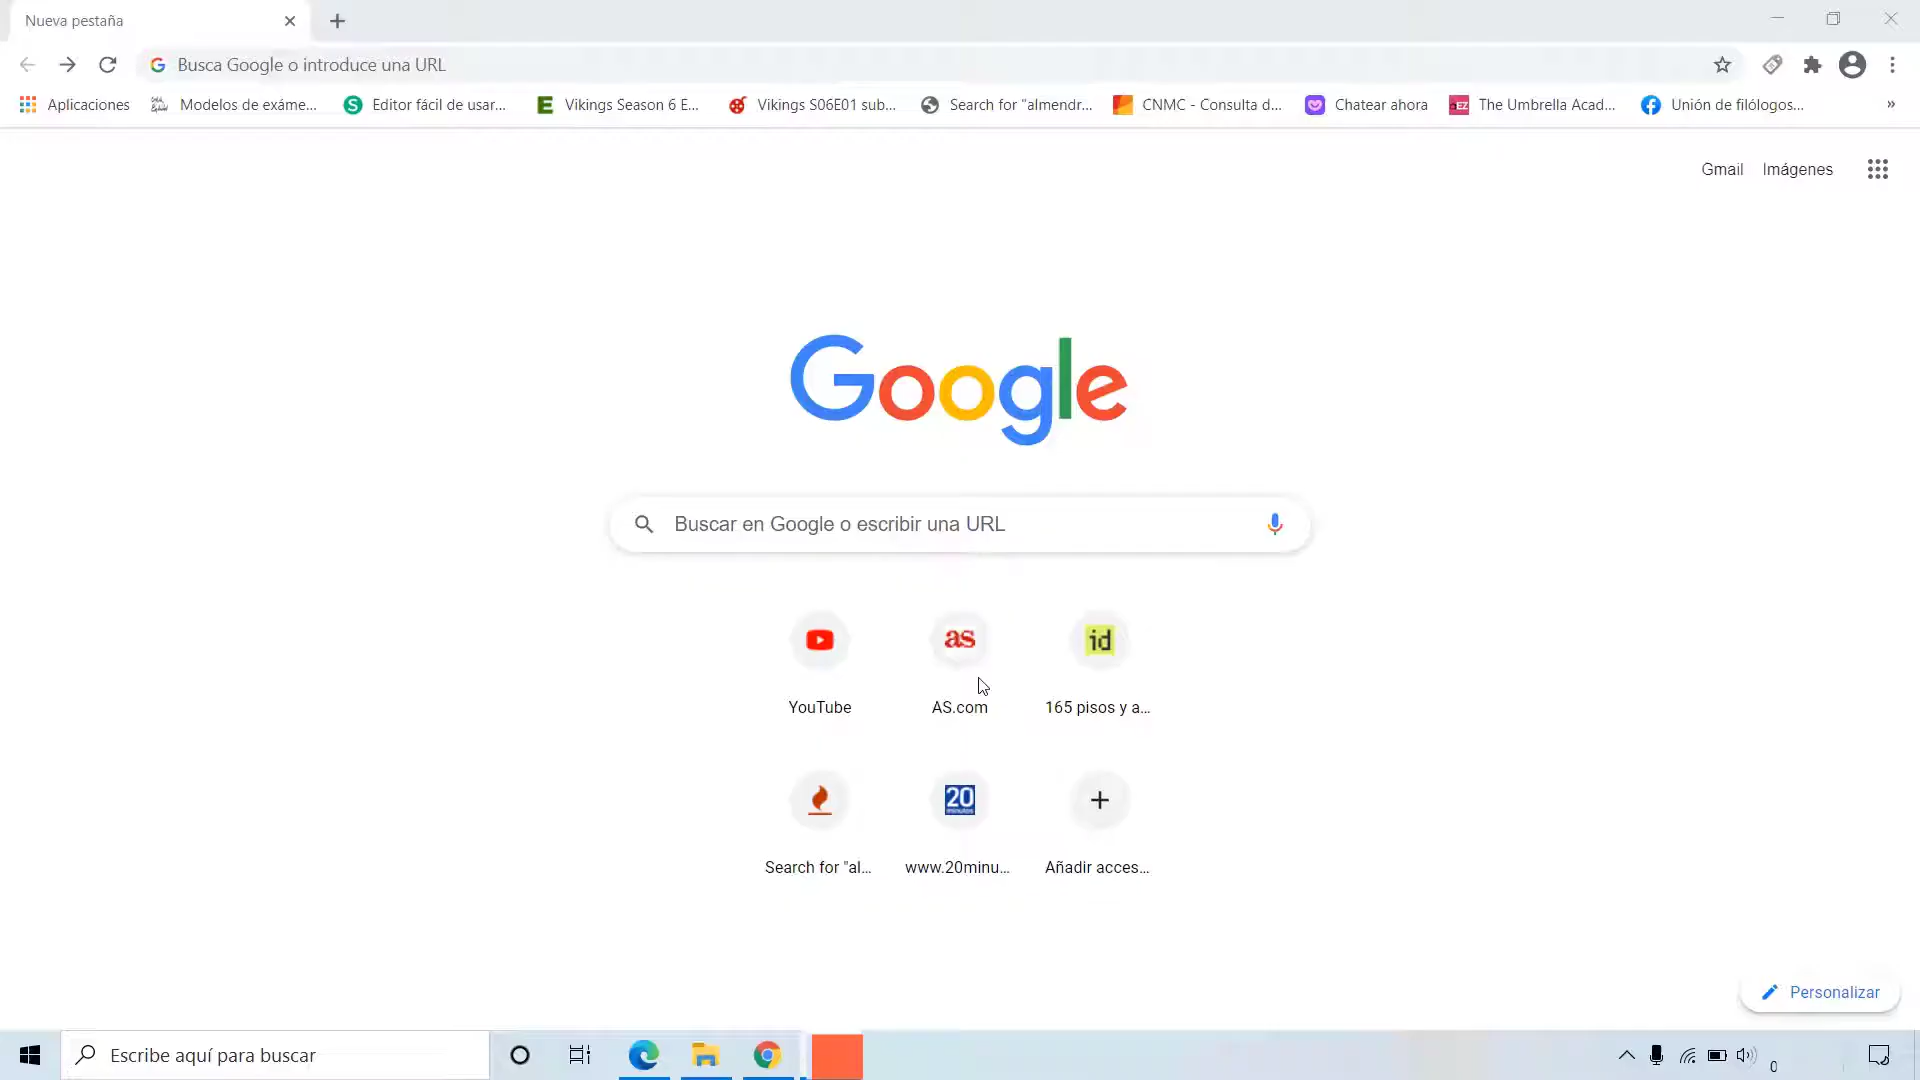 Nueva pestaña
Busca Google o introduce una URL
Aplicaciones
Modelos de exáme...
Editor fácil de usar...
Vikings Season 6 E...
Vikings S06E01 sub...
Search for "almendr...
CNMC - Consulta d...
Chatear ahora
The Umbrella Acad...
Unión de filólogos...
Gmail
Imágenes
Google
Buscar en Google o escribir una URL
as
id
YouTube
AS.com
165 pisos y a...
20
minutos
Search for "al...
www.20minu...
Añadir acces...
Personalizar
Escribe aquí para buscar
0